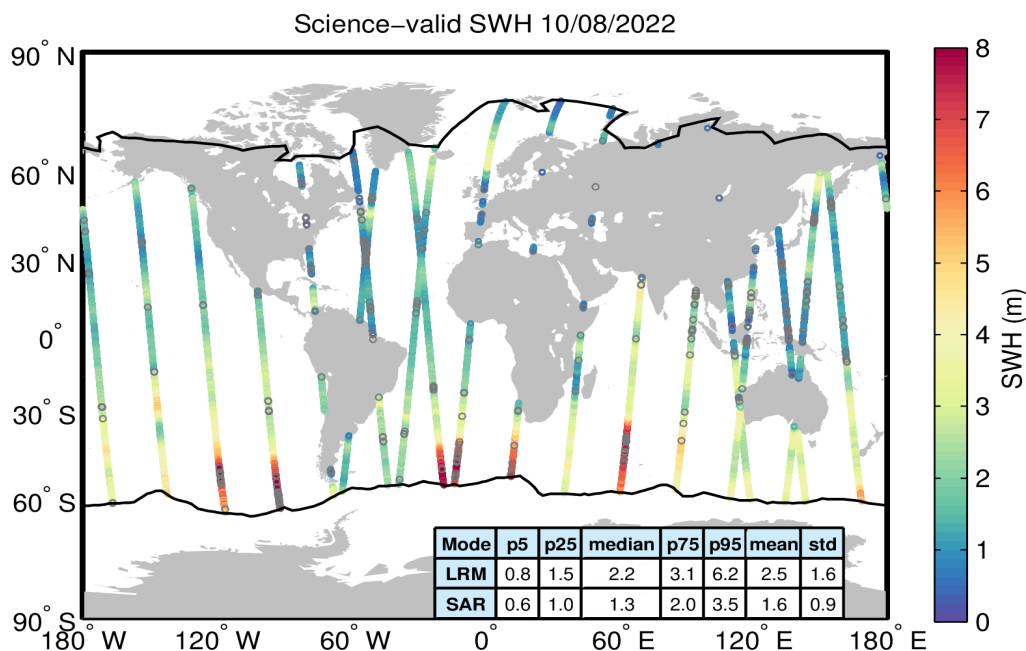 Science−valid SWH 10/08/2022
90° N
60° N
30° N
0°
30° S
60° S
90° S
180° W
120° W
60° W
0°
60° E
120° E
180° E
Mode p5 p25 median p75 p95 mean std
LRM 0.8 1.5 2.2 3.1 6.2 2.5 1.6
SAR 0.6 1.0 1.3 2.0 3.5 1.6 0.9
8
7
6
5
4
3
2
1
0
SWH (m)